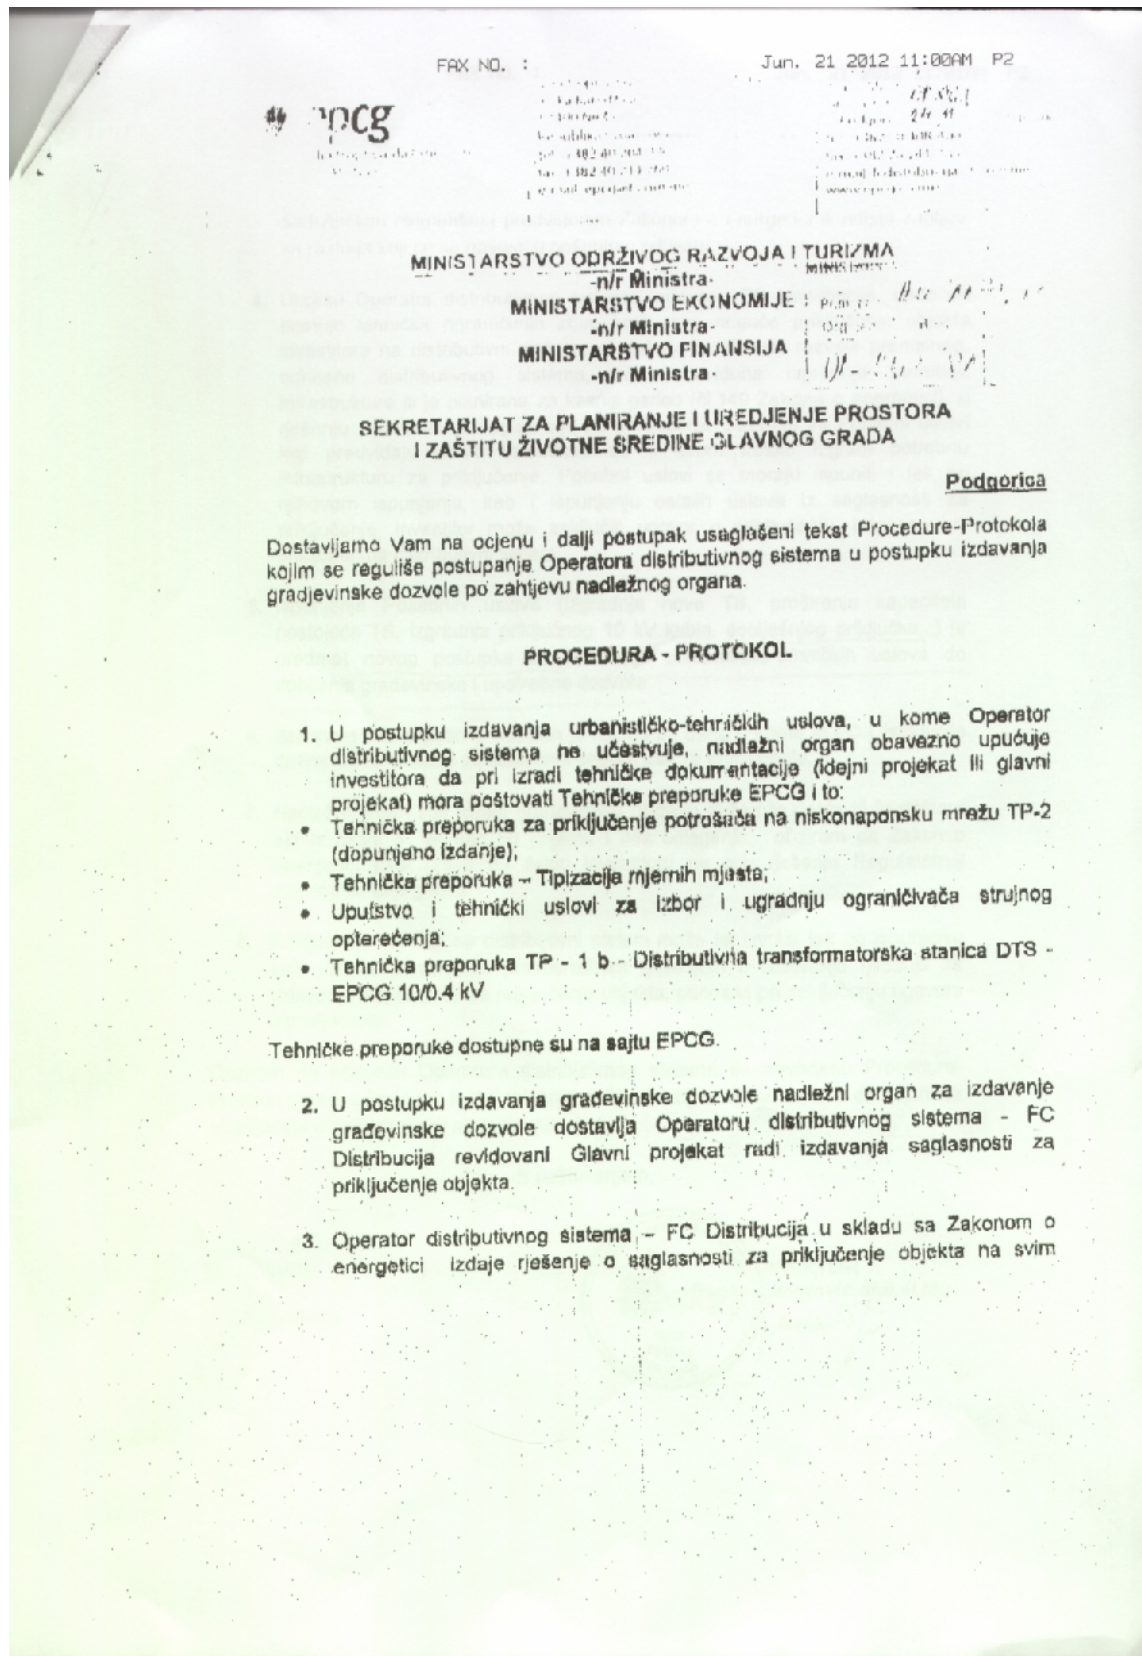 FAX NO. :
Jun. 21 2012 11:00AM P2
epcg
MINISTARSTVO ODRŽIVOG RAZVOJA I TURIZMA
-n/r Ministra-
MINISTARSTVO EKONOMIJE
-n/r Ministra-
MINISTARSTVO FINANSIJA
-n/r Ministra-
SEKRETARIJAT ZA PLANIRANJE I UREDJENJE PROSTORA
I ZAŠTITU ŽIVOTNE SREDINE GLAVNOG GRADA
Podgorica
Dostavljamo Vam na ocjenu i dalji postupak usaglašeni tekst Procedure-Protokola
kojim se reguliše postupanje Operatora distributivnog sistema u postupku izdavanja
gradjevinske dozvole po zahtjevu nadležnog organa.
PROCEDURA - PROTOKOL
1. U postupku izdavanja urbanističko-tehničkih uslova, u kome Operator
distributivnog sistema ne učestvuje, nadležni organ obavezno upućuje
investitora da pri izradi tehničke dokumentacije (idejni projekat ili glavni
projekat) mora poštovati Tehničke preporuke EPCG i to:
• Tehnička preporuka za priključenje potrošača na niskonaponsku mrežu TP-2
(dopunjeno izdanje);
• Tehnička preporuka – Tipizacija mjernih mjesta;
• Uputstvo i tehnički uslovi za izbor i ugradnju ograničivača strujnog
opterećenja;
• Tehnička preporuka TP - 1 b - Distributivna transformatorska stanica DTS -
EPCG 10/0.4 kV
Tehničke preporuke dostupne su na sajtu EPCG.
2. U postupku izdavanja građevinske dozvole nadležni organ za izdavanje
građevinske dozvole dostavlja Operatoru distributivnog sistema - FC
Distribucija revidovani Glavni projekat radi izdavanja saglasnosti za
priključenje objekta.
3. Operator distributivnog sistema – FC Distribucija u skladu sa Zakonom o
energetici izdaje rješenje o saglasnosti za priključenje objekta na svim